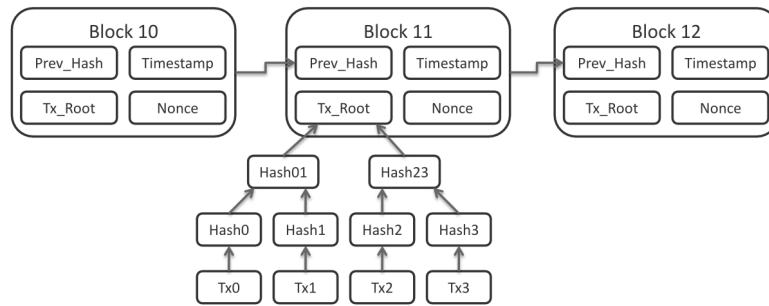 Block 10
Block 11
Block 12
Prev_Hash
Timestamp
Prev_Hash
Timestamp
Prev_Hash
Timestamp
Tx_Root
Nonce
Tx_Root
Nonce
Tx_Root
Nonce
Hash01
Hash23
Hash0
Hash1
Hash2
Hash3
Tx0
Tx1
Tx2
Tx3